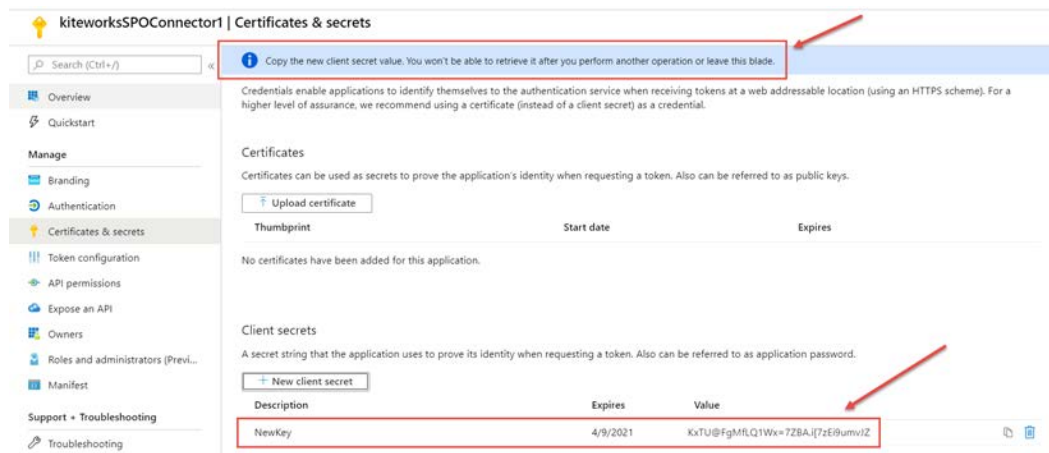 kiteworksSPOConnector1 | Certificates & secrets
Search (Ctrl+/)
«
Copy the new client secret value. You won't be able to retrieve it after you perform another operation or leave this blade.
Overview
Quickstart
Manage
Branding
Authentication
Certificates & secrets
Token configuration
API permissions
Expose an API
Owners
Roles and administrators (Previ...
Manifest
Support + Troubleshooting
Troubleshooting
Credentials enable applications to identify themselves to the authentication service when receiving tokens at a web addressable location (using an HTTPS scheme). For a
higher level of assurance, we recommend using a certificate (instead of a client secret) as a credential.
Certificates
Certificates can be used as secrets to prove the application's identity when requesting a token. Also can be referred to as public keys.
Upload certificate
Thumbprint Start date Expires
No certificates have been added for this application.
Client secrets
A secret string that the application uses to prove its identity when requesting a token. Also can be referred to as application password.
New client secret
Description Expires Value
NewKey 4/9/2021